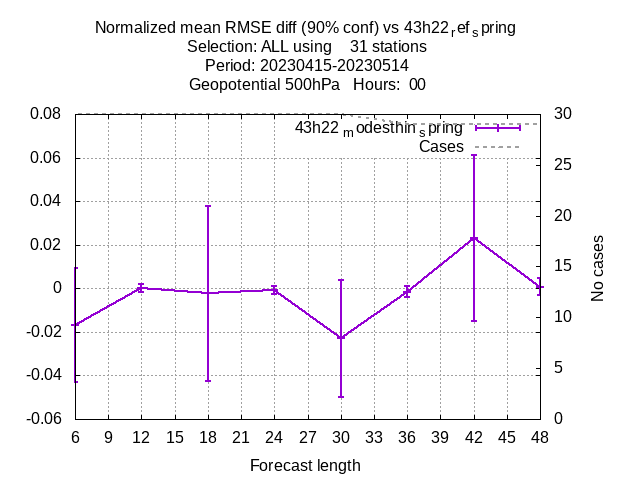 Normalized mean RMSE diff (90% conf) vs 43h22ᵣefₛpring
Selection: ALL using    31 stations
Period: 20230415-20230514
Geopotential 500hPa   Hours:  00
43h22ₘodesthinₛpring
Cases
0.08
0.06
0.04
0.02
0
-0.02
-0.04
-0.06
30
25
20
15
10
5
0
No cases
6 9 12 15 18 21 24 27 30 33 36 39 42 45 48
Forecast length